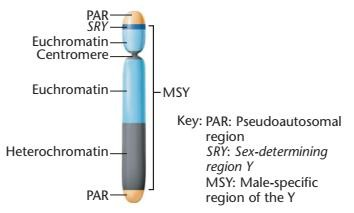 PAR
SRY
Euchromatin
Centromere
Euchromatin
MSY
Heterochromatin
PAR
Key: PAR: Pseudoautosomal
region
SRY: Sex-determining
region Y
MSY: Male-specific
region of the Y